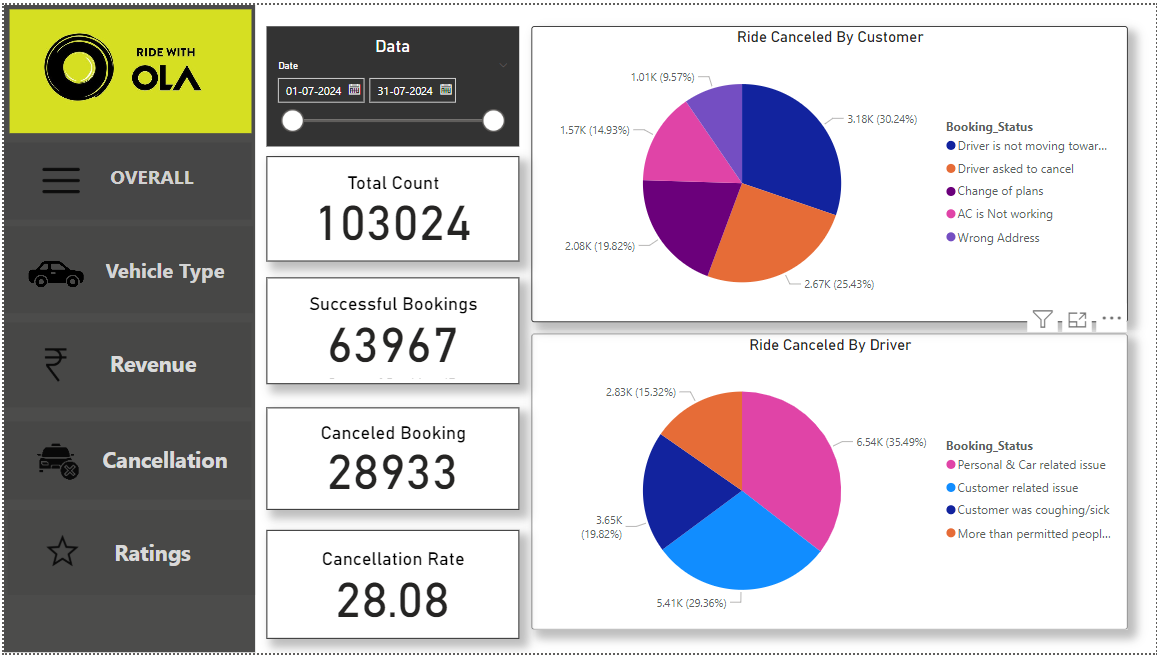 RIDE WITH
OLA
OVERALL
Vehicle Type
Revenue
Cancellation
Ratings
Data
Date
01-07-2024
31-07-2024
Total Count
103024
Successful Bookings
63967
Canceled Booking
28933
Cancellation Rate
28.08
Ride Canceled By Customer
1.01K (9.57%)
3.18K (30.24%)
1.57K (14.93%)
2.08K (19.82%)
2.67K (25.43%)
Booking_Status
Driver is not moving towar...
Driver asked to cancel
Change of plans
AC is Not working
Wrong Address
Ride Canceled By Driver
2.83K (15.32%)
6.54K (35.49%)
3.65K
(19.82%)
5.41K (29.36%)
Booking_Status
Personal & Car related issue
Customer related issue
Customer was coughing/sick
More than permitted peopl...